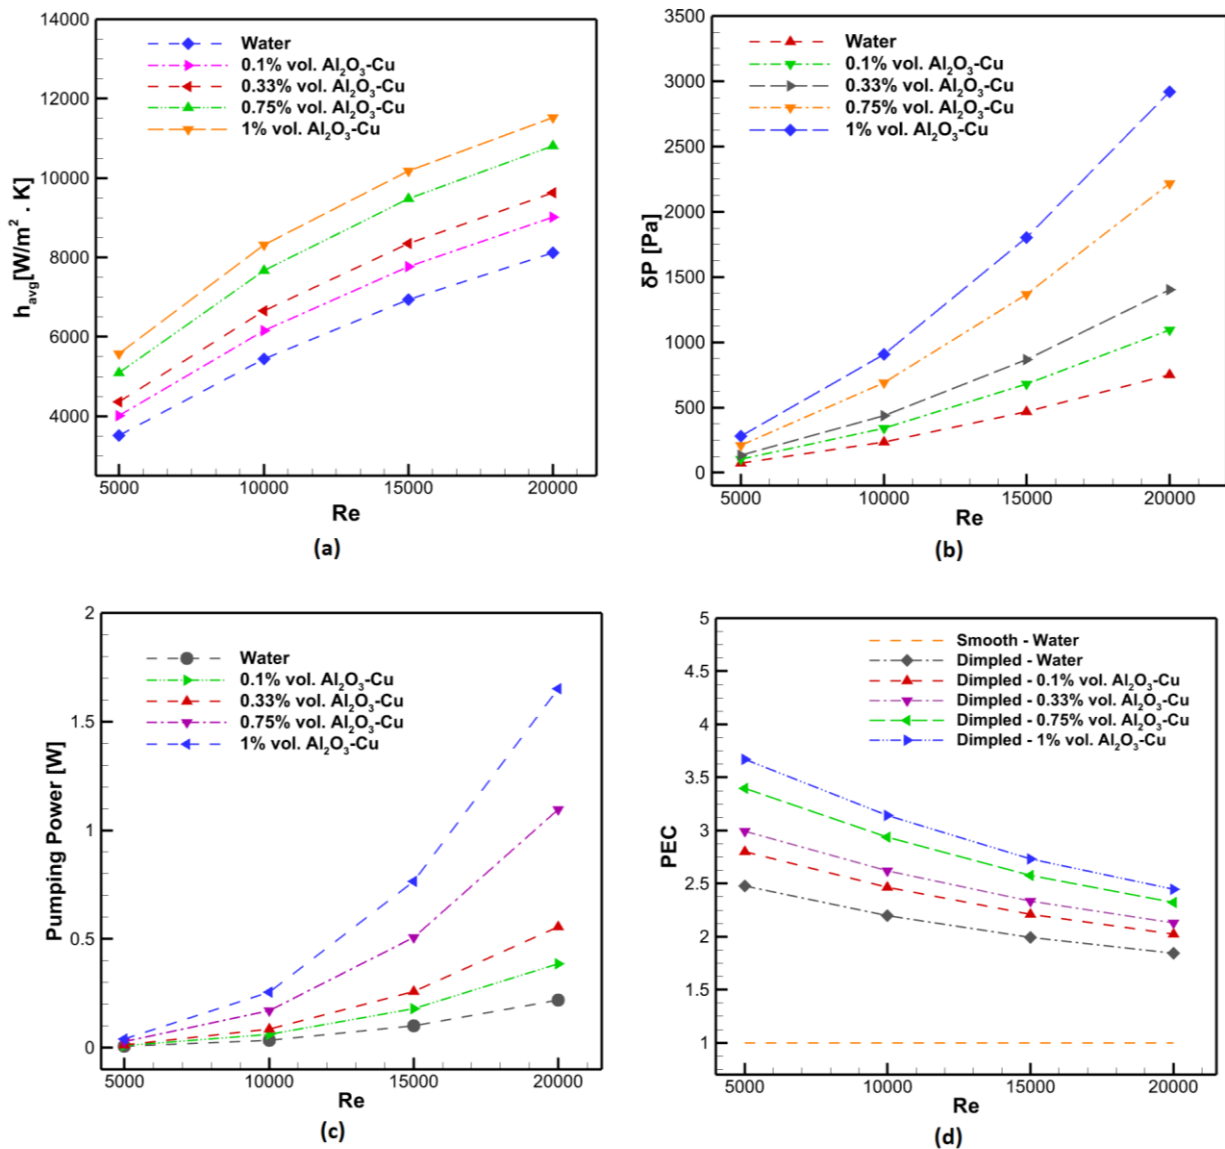 14000
12000
10000
8000
6000
4000
h_avg[W/m² . K]
Water
0.1% vol. Al₂O₃-Cu
0.33% vol. Al₂O₃-Cu
0.75% vol. Al₂O₃-Cu
1% vol. Al₂O₃-Cu
5000 10000 15000 20000
Re
(a)
3500
3000
2500
2000
1500
1000
500
0
δP [Pa]
Water
0.1% vol. Al₂O₃-Cu
0.33% vol. Al₂O₃-Cu
0.75% vol. Al₂O₃-Cu
1% vol. Al₂O₃-Cu
5000 10000 15000 20000
Re
(b)
2
1.5
1
0.5
0
Pumping Power [W]
Water
0.1% vol. Al₂O₃-Cu
0.33% vol. Al₂O₃-Cu
0.75% vol. Al₂O₃-Cu
1% vol. Al₂O₃-Cu
5000 10000 15000 20000
Re
(c)
5
4.5
4
3.5
3
2.5
2
1.5
1
PEC
Smooth - Water
Dimpled - Water
Dimpled - 0.1% vol. Al₂O₃-Cu
Dimpled - 0.33% vol. Al₂O₃-Cu
Dimpled - 0.75% vol. Al₂O₃-Cu
Dimpled - 1% vol. Al₂O₃-Cu
5000 10000 15000 20000
Re
(d)